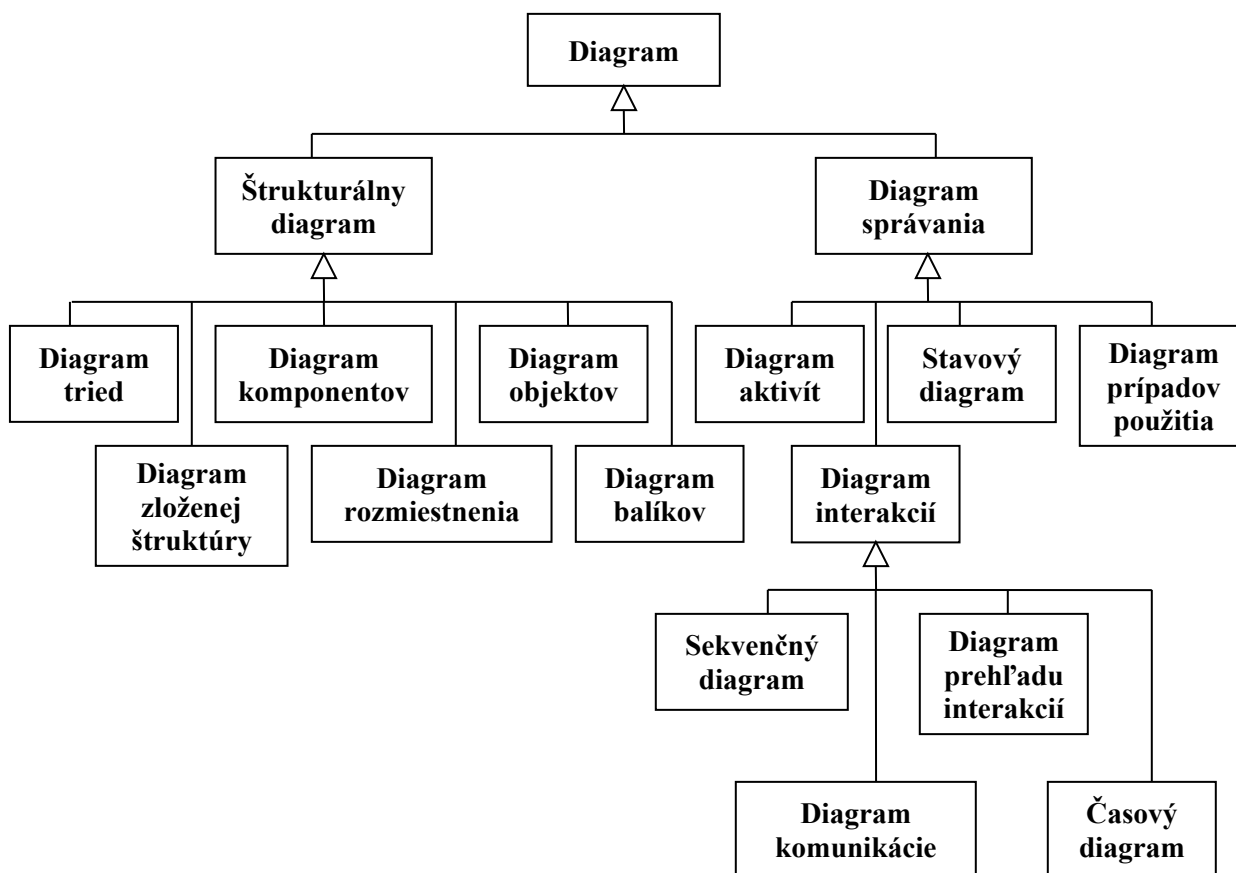 Diagram
Štrukturálny
diagram
Diagram
správania
Diagram
tried
Diagram
komponentov
Diagram
objektov
Diagram
aktivít
Stavový
diagram
Diagram
prípadov
použitia
Diagram
zloženej
štruktúry
Diagram
rozmiestnenia
Diagram
balíkov
Diagram
interakcií
Sekvenčný
diagram
Diagram
prehľadu
interakcií
Diagram
komunikácie
Časový
diagram